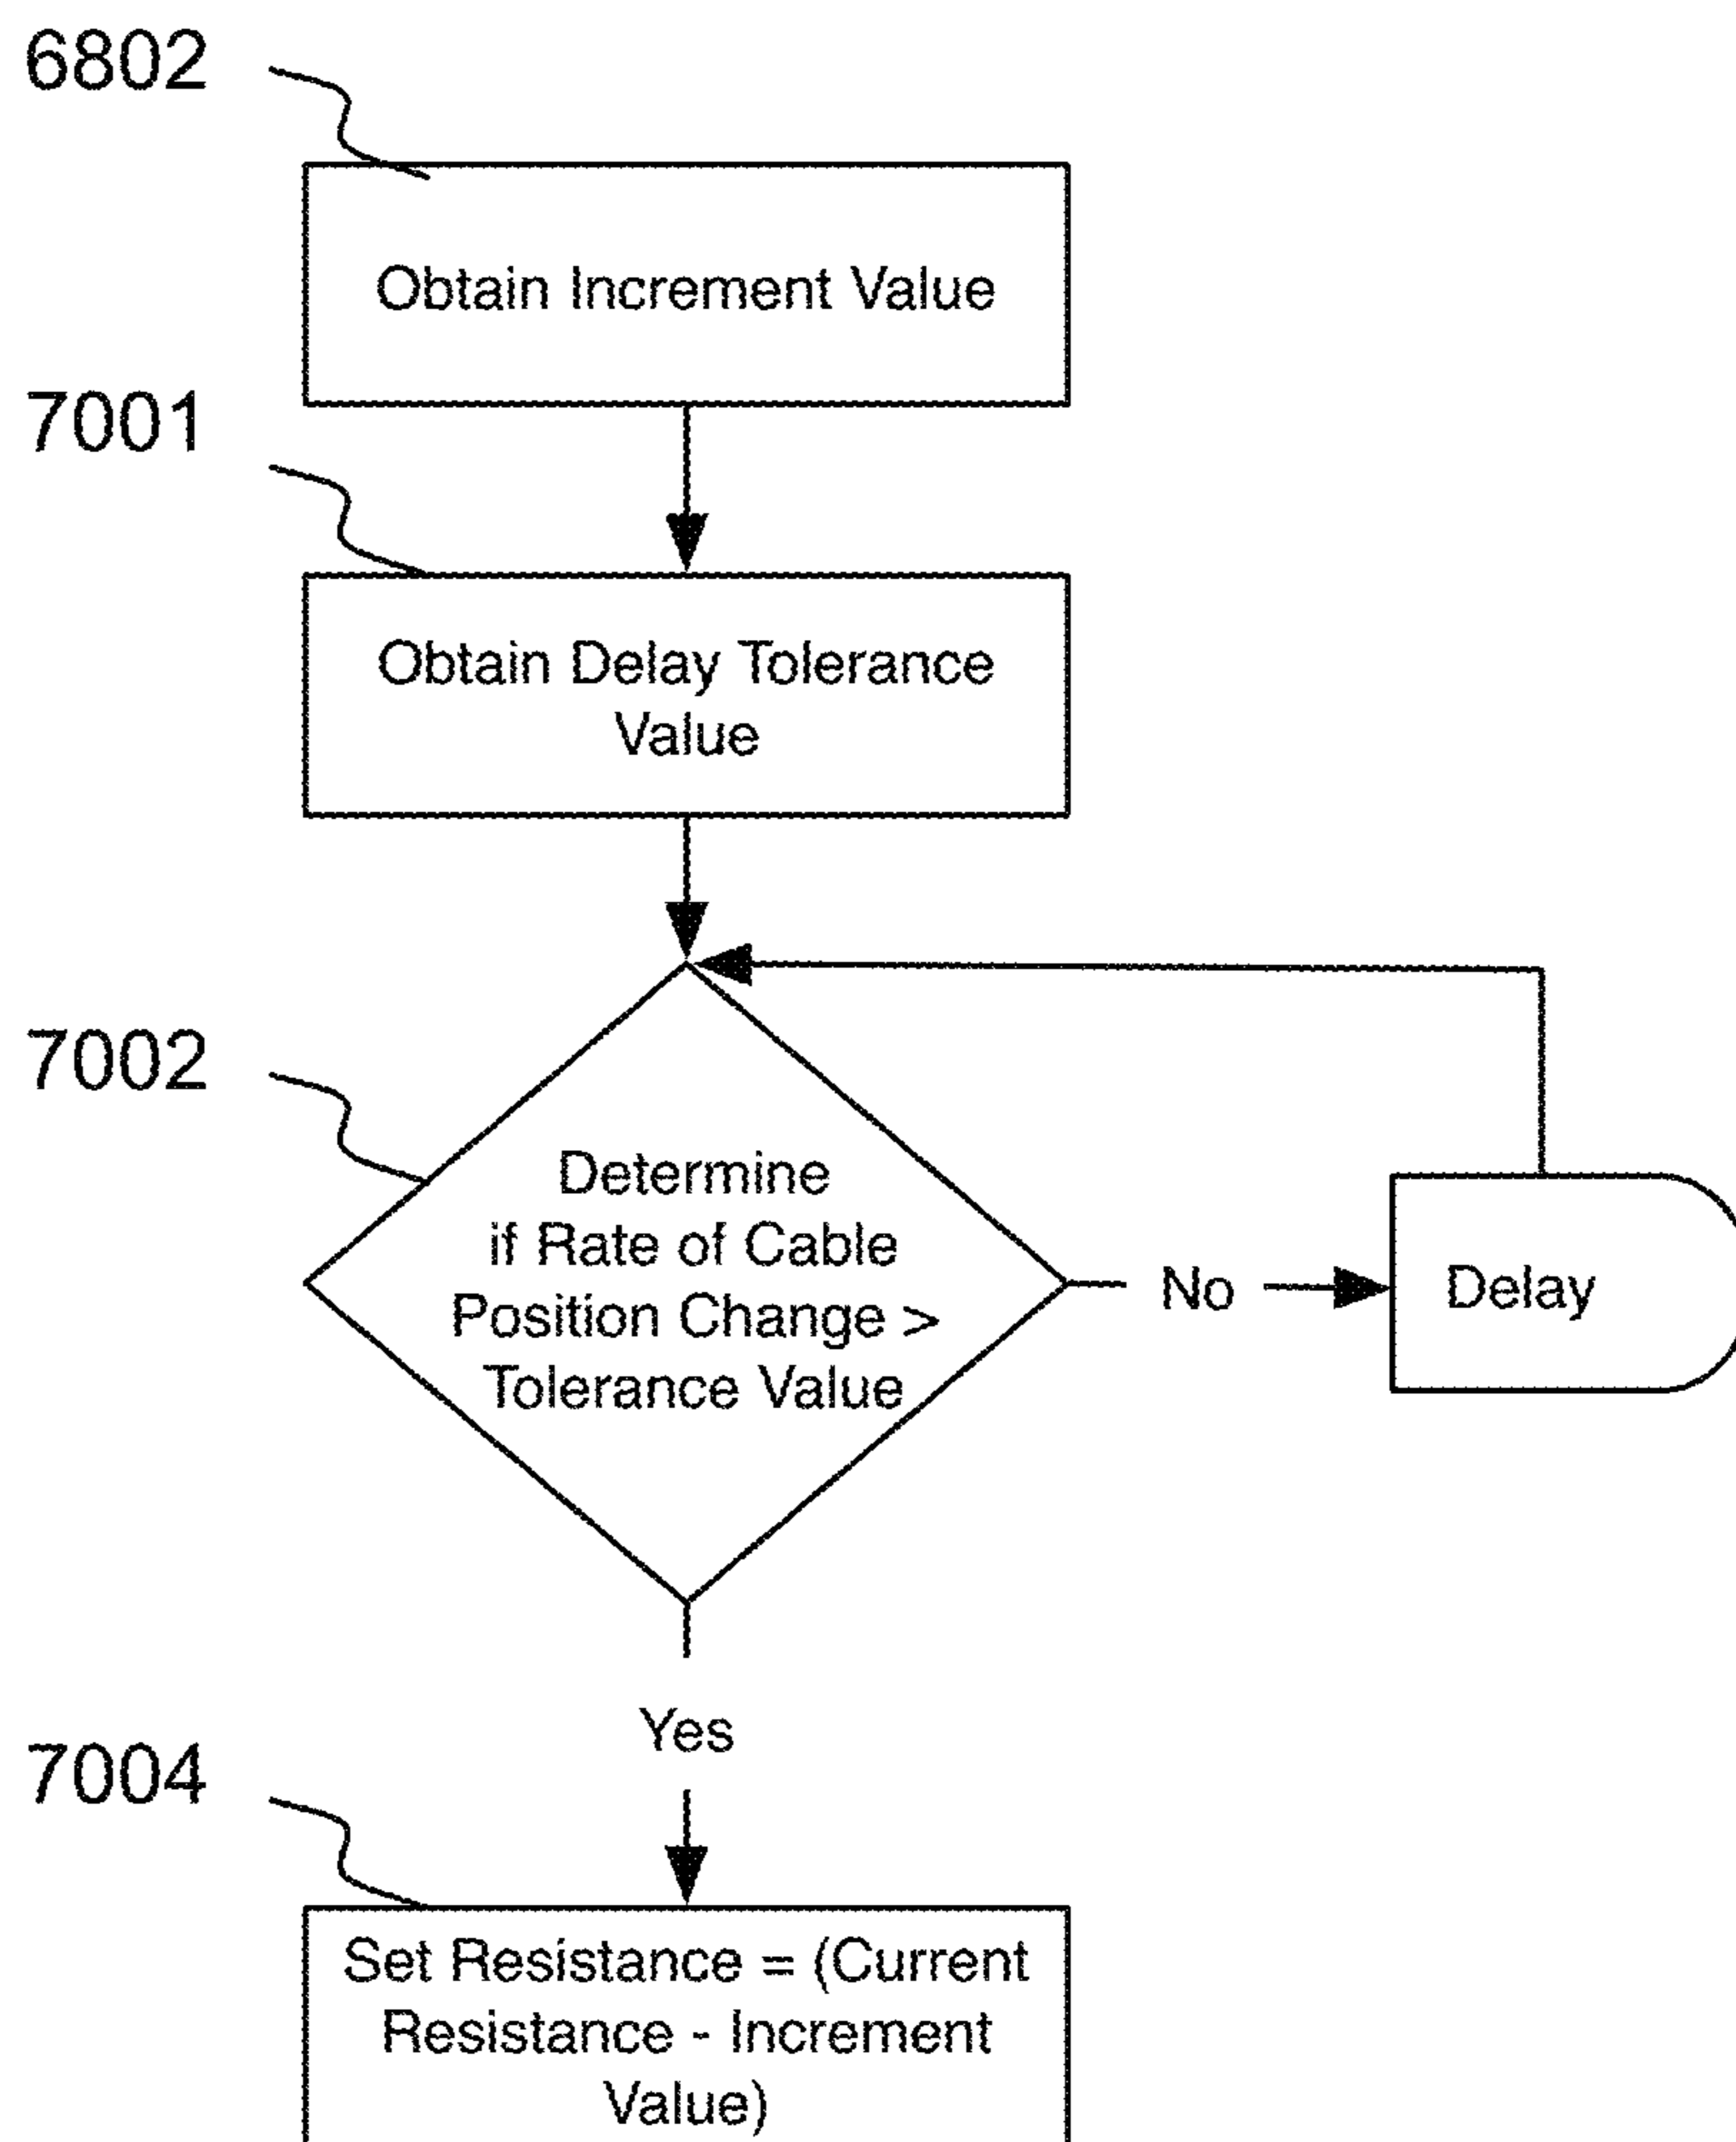 6802
Obtain Increment Value
7001
Obtain Delay Tolerance
Value
7002
Determine
if Rate of Cable
Position Change >
Tolerance Value
No
Delay
Yes
7004
Set Resistance = (Current
Resistance - Increment
Value)